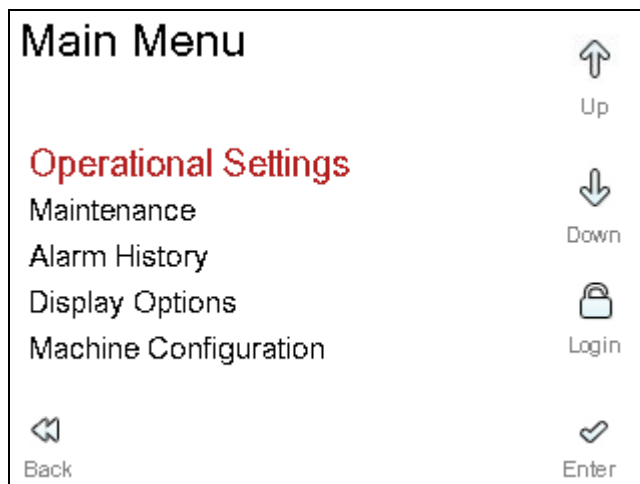 Main Menu
Up
Operational Settings
Maintenance
Down
Alarm History
Display Options
Machine Configuration
Login
Back
Enter